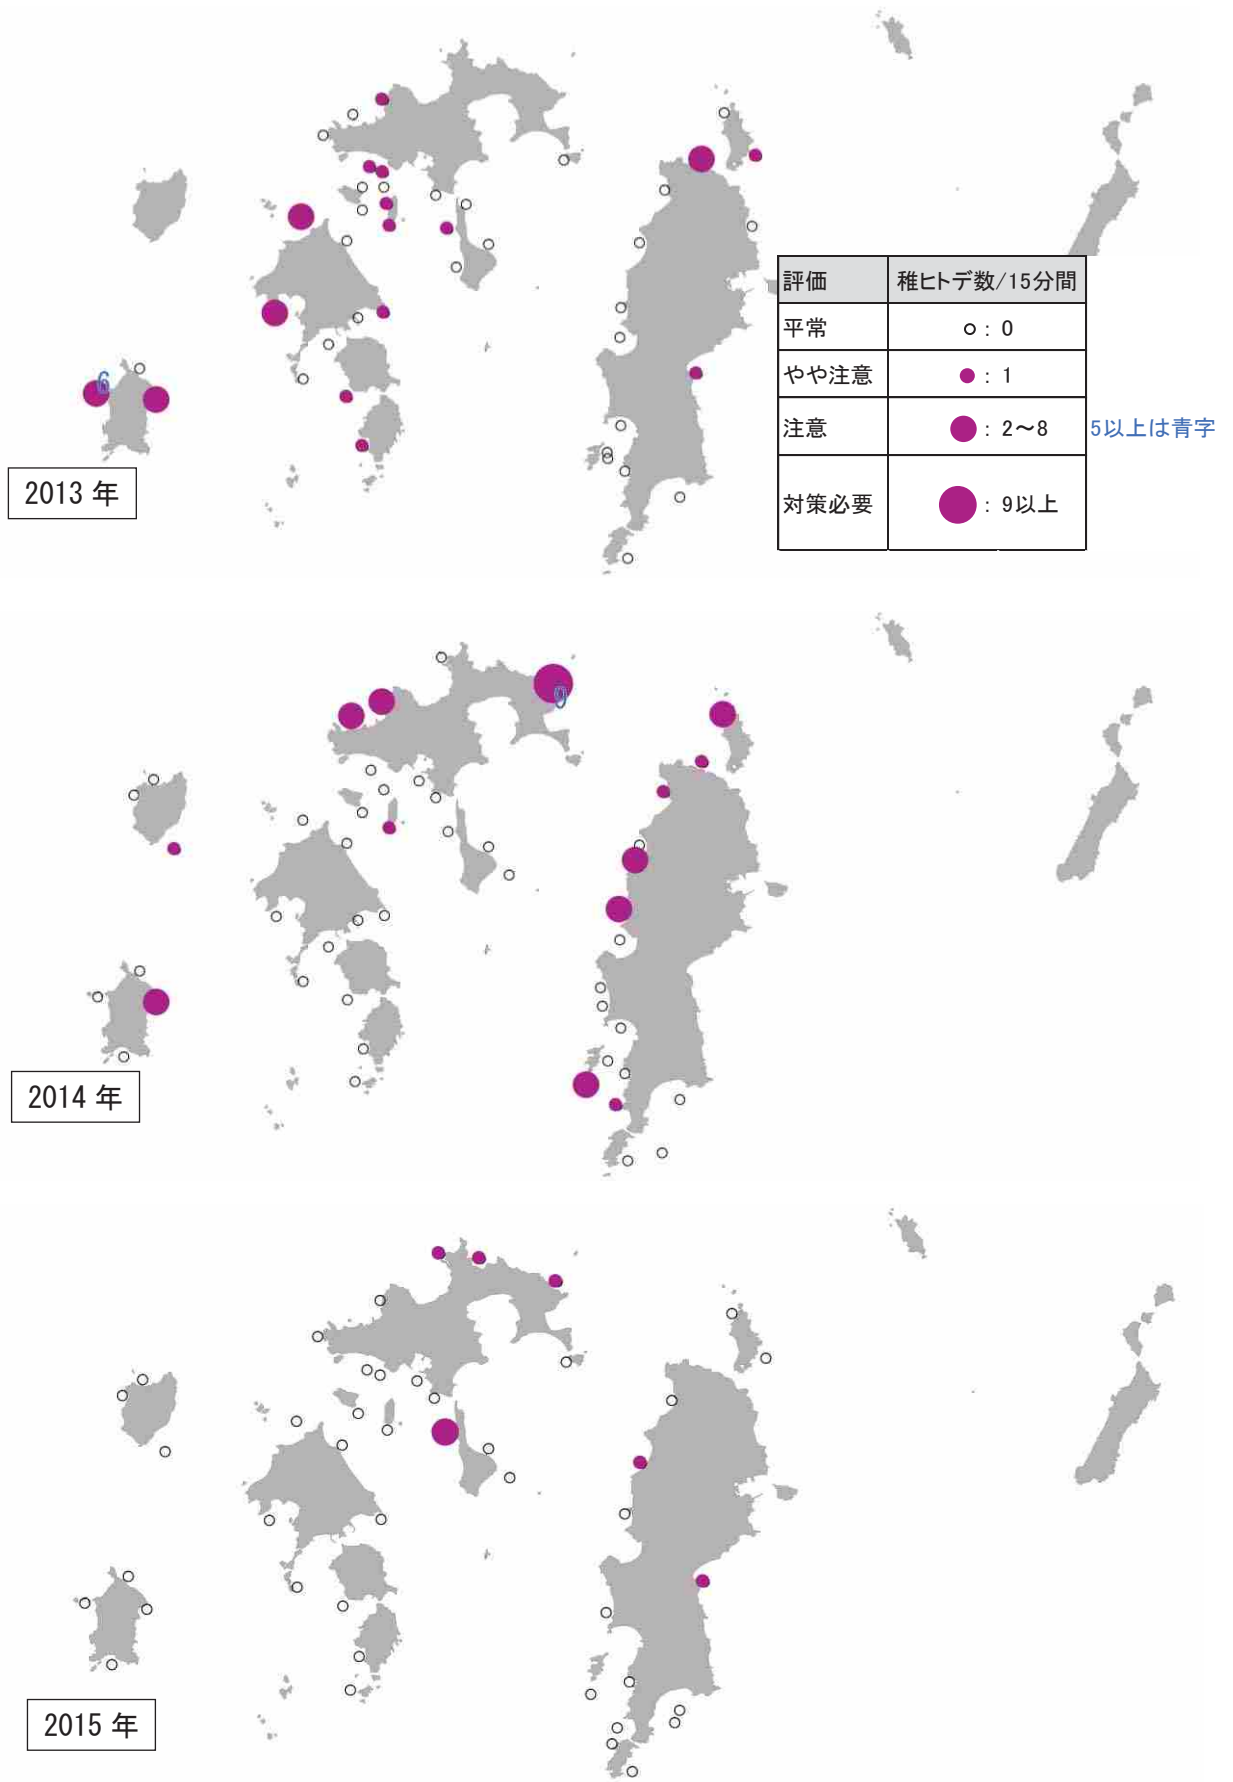 評価 稚ヒトデ数/15分間
平常 : 0
やや注意 : 1
注意 : 2～8 5以上は青字
対策必要 : 9以上
6
2013 年
9
2014 年
2015 年